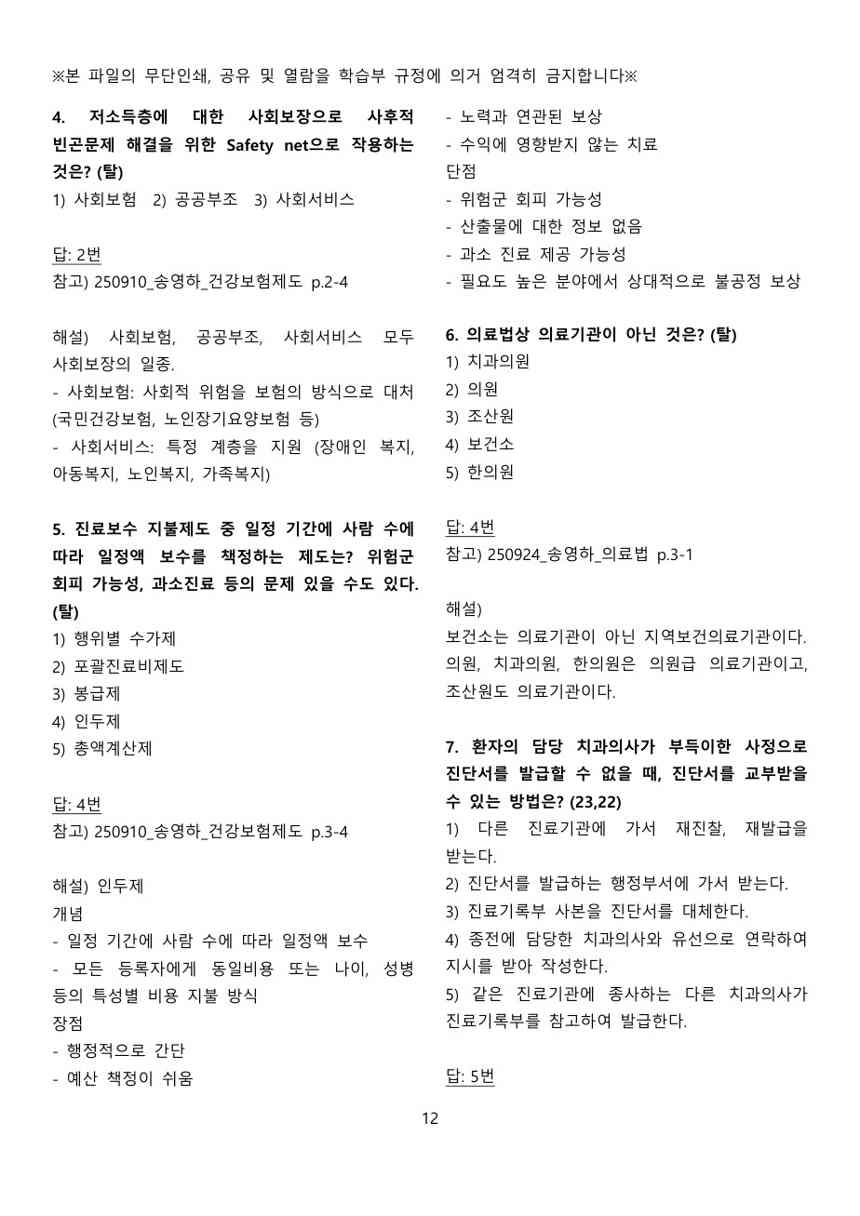 ※본 파일의 무단인쇄, 공유 및 열람을 학습부 규정에 의거 엄격히 금지합니다※
4. 저소득층에 대한 사회보장으로 사후적
빈곤문제 해결을 위한 Safety net으로 작용하는
것은? (탈)
1) 사회보험 2) 공공부조 3) 사회서비스
답: 2번
참고) 250910_송영하_건강보험제도 p.2-4
해설) 사회보험, 공공부조, 사회서비스 모두
사회보장의 일종.
- 사회보험: 사회적 위험을 보험의 방식으로 대처
(국민건강보험, 노인장기요양보험 등)
- 사회서비스: 특정 계층을 지원 (장애인 복지,
아동복지, 노인복지, 가족복지)
5. 진료보수 지불제도 중 일정 기간에 사람 수에
따라 일정액 보수를 책정하는 제도는? 위험군
회피 가능성, 과소진료 등의 문제 있을 수도 있다.
(탈)
1) 행위별 수가제
2) 포괄진료비제도
3) 봉급제
4) 인두제
5) 총액계산제
답: 4번
참고) 250910_송영하_건강보험제도 p.3-4
해설) 인두제
개념
- 일정 기간에 사람 수에 따라 일정액 보수
- 모든 등록자에게 동일비용 또는 나이, 성병
등의 특성별 비용 지불 방식
장점
- 행정적으로 간단
- 예산 책정이 쉬움
- 노력과 연관된 보상
- 수익에 영향받지 않는 치료
단점
- 위험군 회피 가능성
- 산출물에 대한 정보 없음
- 과소 진료 제공 가능성
- 필요도 높은 분야에서 상대적으로 불공정 보상
6. 의료법상 의료기관이 아닌 것은? (탈)
1) 치과의원
2) 의원
3) 조산원
4) 보건소
5) 한의원
답: 4번
참고) 250924_송영하_의료법 p.3-1
해설)
보건소는 의료기관이 아닌 지역보건의료기관이다.
의원, 치과의원, 한의원은 의원급 의료기관이고,
조산원도 의료기관이다.
7. 환자의 담당 치과의사가 부득이한 사정으로
진단서를 발급할 수 없을 때, 진단서를 교부받을
수 있는 방법은? (23,22)
1) 다른 진료기관에 가서 재진찰, 재발급을
받는다.
2) 진단서를 발급하는 행정부서에 가서 받는다.
3) 진료기록부 사본을 진단서를 대체한다.
4) 종전에 담당한 치과의사와 유선으로 연락하여
지시를 받아 작성한다.
5) 같은 진료기관에 종사하는 다른 치과의사가
진료기록부를 참고하여 발급한다.
답: 5번
12